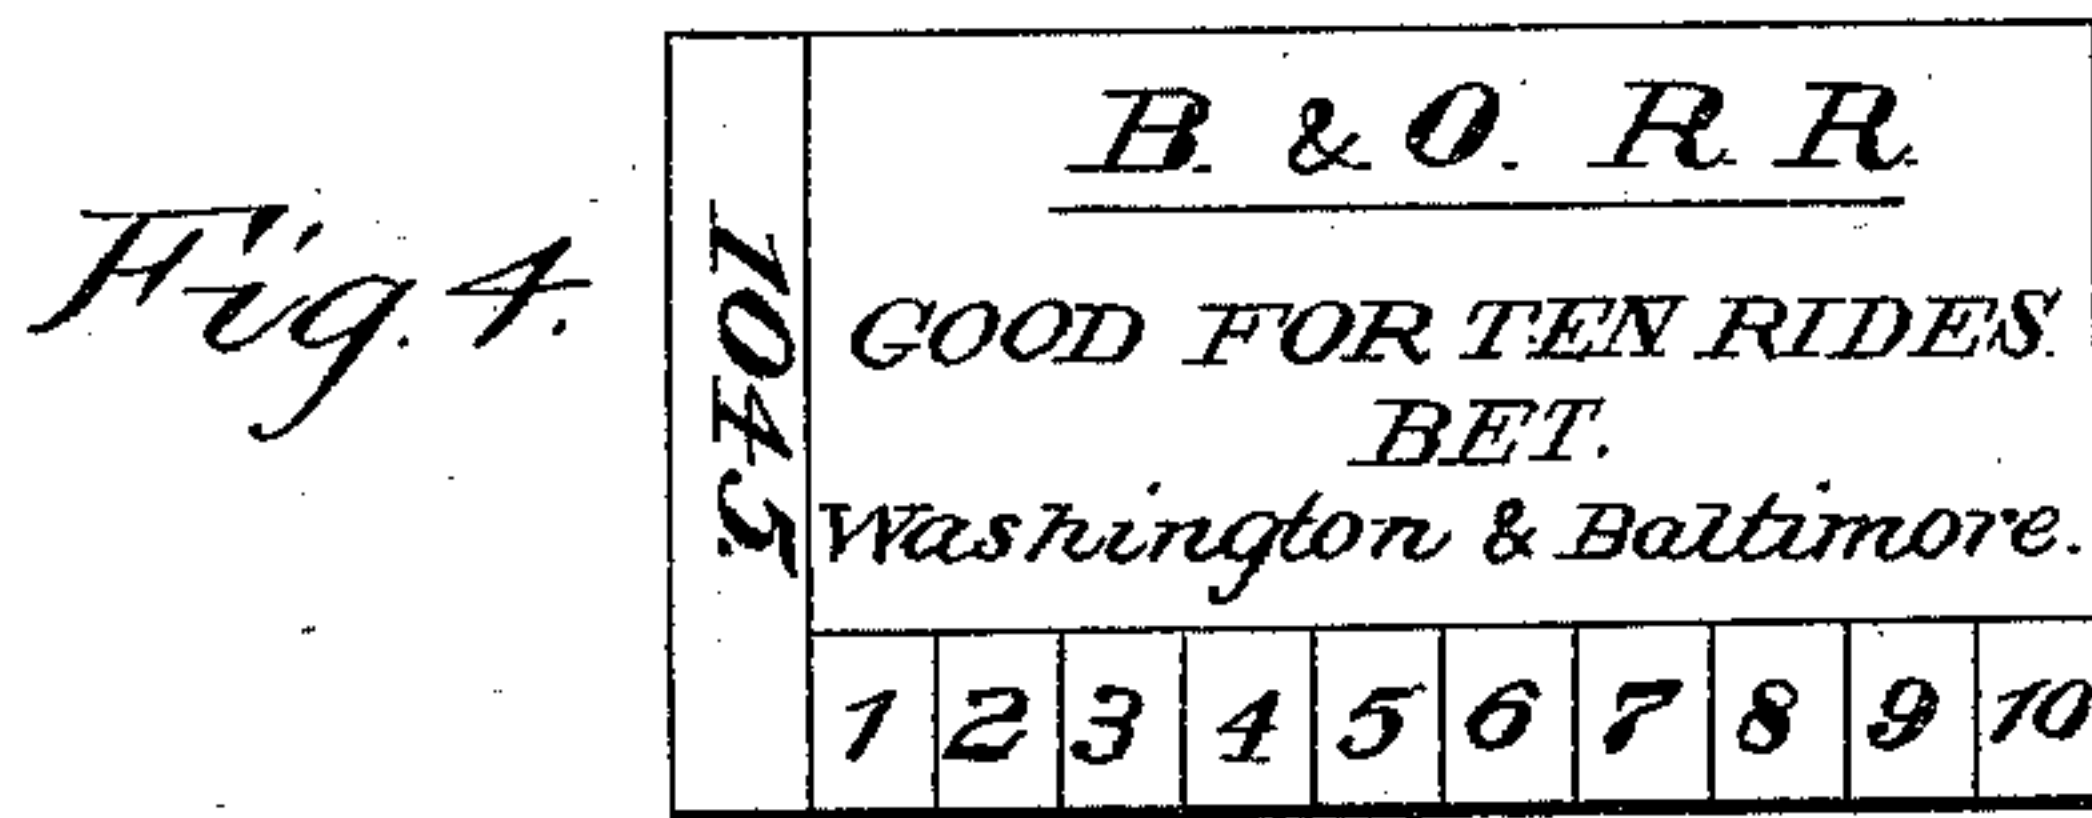 Fig. 4.
1045
B. & O. R. R.
GOOD FOR TEN RIDES.
BET.
Washington & Baltimore.
1 2 3 4 5 6 7 8 9 10